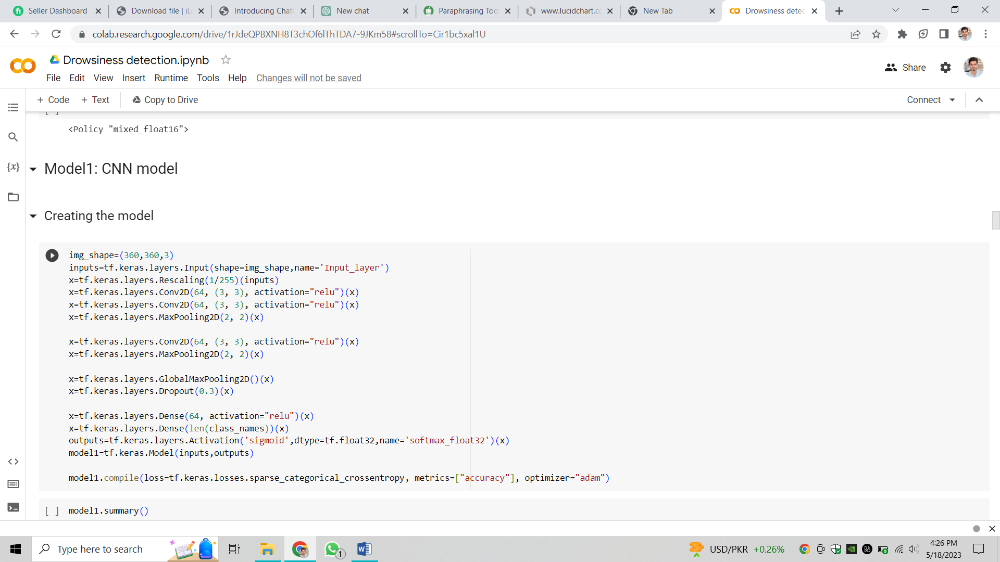 Seller Dashboard
Download file | iLo
Introducing ChatG
New chat
Paraphrasing Tool
www.lucidchart.cc
New Tab
Drowsiness detec
colab.research.google.com/drive/1rJdeQPBXNH8T3chOf6lThTDA7-9JKm58#scrollTo=Cir1bc5xal1U
Drowsiness detection.ipynb
File Edit View Insert Runtime Tools Help Changes will not be saved
Share
+ Code + Text Copy to Drive
Connect
[ ]
<Policy "mixed_float16">
{x}
Model1: CNN model
Creating the model
img_shape=(360,360,3)
inputs=tf.keras.layers.Input(shape=img_shape,name='Input_layer')
x=tf.keras.layers.Rescaling(1/255)(inputs)
x=tf.keras.layers.Conv2D(64, (3, 3), activation="relu")(x)
x=tf.keras.layers.Conv2D(64, (3, 3), activation="relu")(x)
x=tf.keras.layers.MaxPooling2D(2, 2)(x)
x=tf.keras.layers.Conv2D(64, (3, 3), activation="relu")(x)
x=tf.keras.layers.MaxPooling2D(2, 2)(x)
x=tf.keras.layers.GlobalMaxPooling2D()(x)
x=tf.keras.layers.Dropout(0.3)(x)
x=tf.keras.layers.Dense(64, activation="relu")(x)
x=tf.keras.layers.Dense(len(class_names))(x)
outputs=tf.keras.layers.Activation('sigmoid',dtype=tf.float32,name='softmax_float32')(x)
model1=tf.keras.Model(inputs,outputs)
model1.compile(loss=tf.keras.losses.sparse_categorical_crossentropy, metrics=["accuracy"], optimizer="adam")
[ ] model1.summary()
Type here to search
1
USD/PKR +0.26%
4:26 PM
5/18/2023